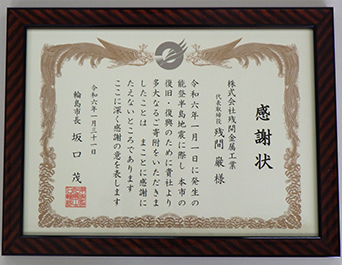 感謝状
株式会社残間金属工業
代表取締役 残間 巌 様
令和六年一月一日に発生の
能登半島地震に際し 本市の
復旧・復興のために貴社より
多大なるご寄附をいただきま
したことは まことに感謝に
たえないところであります
ここに深く感謝の意を表します
令和六年一月三十一日
輪島市長 坂口 茂